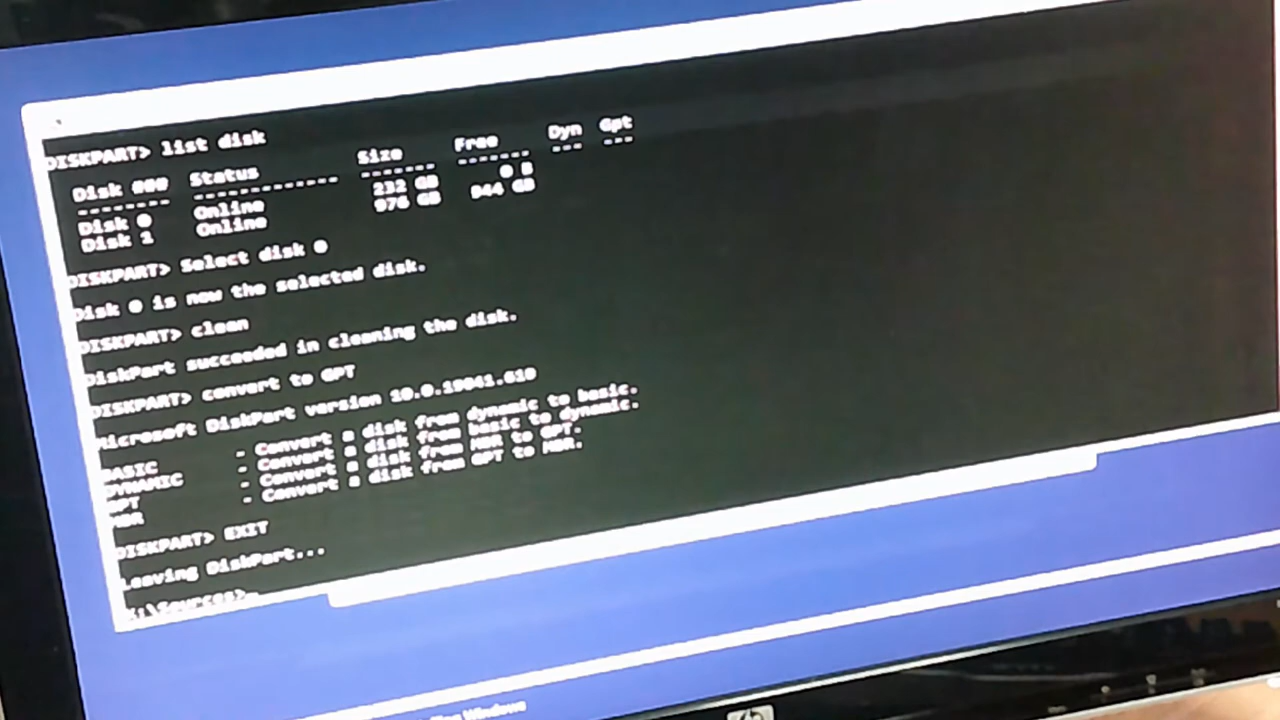 DISKPART> list disk
Disk ### Status Size Free Dyn Gpt
-------- ------------- ------- ------- --- ---
Disk 0 Online 232 GB 0 B
Disk 1 Online 976 GB 944 GB
DISKPART> Select disk 0
Disk 0 is now the selected disk.
DISKPART> clean
DiskPart succeeded in cleaning the disk.
DISKPART> convert to GPT
Microsoft DiskPart version 10.0.19041.610
BASIC - Convert a disk from dynamic to basic.
DYNAMIC - Convert a disk from basic to dynamic.
GPT - Convert a disk from MBR to GPT.
MBR - Convert a disk from GPT to MBR.
DISKPART> EXIT
Leaving DiskPart...
X:\Sources>_
Windows
hp